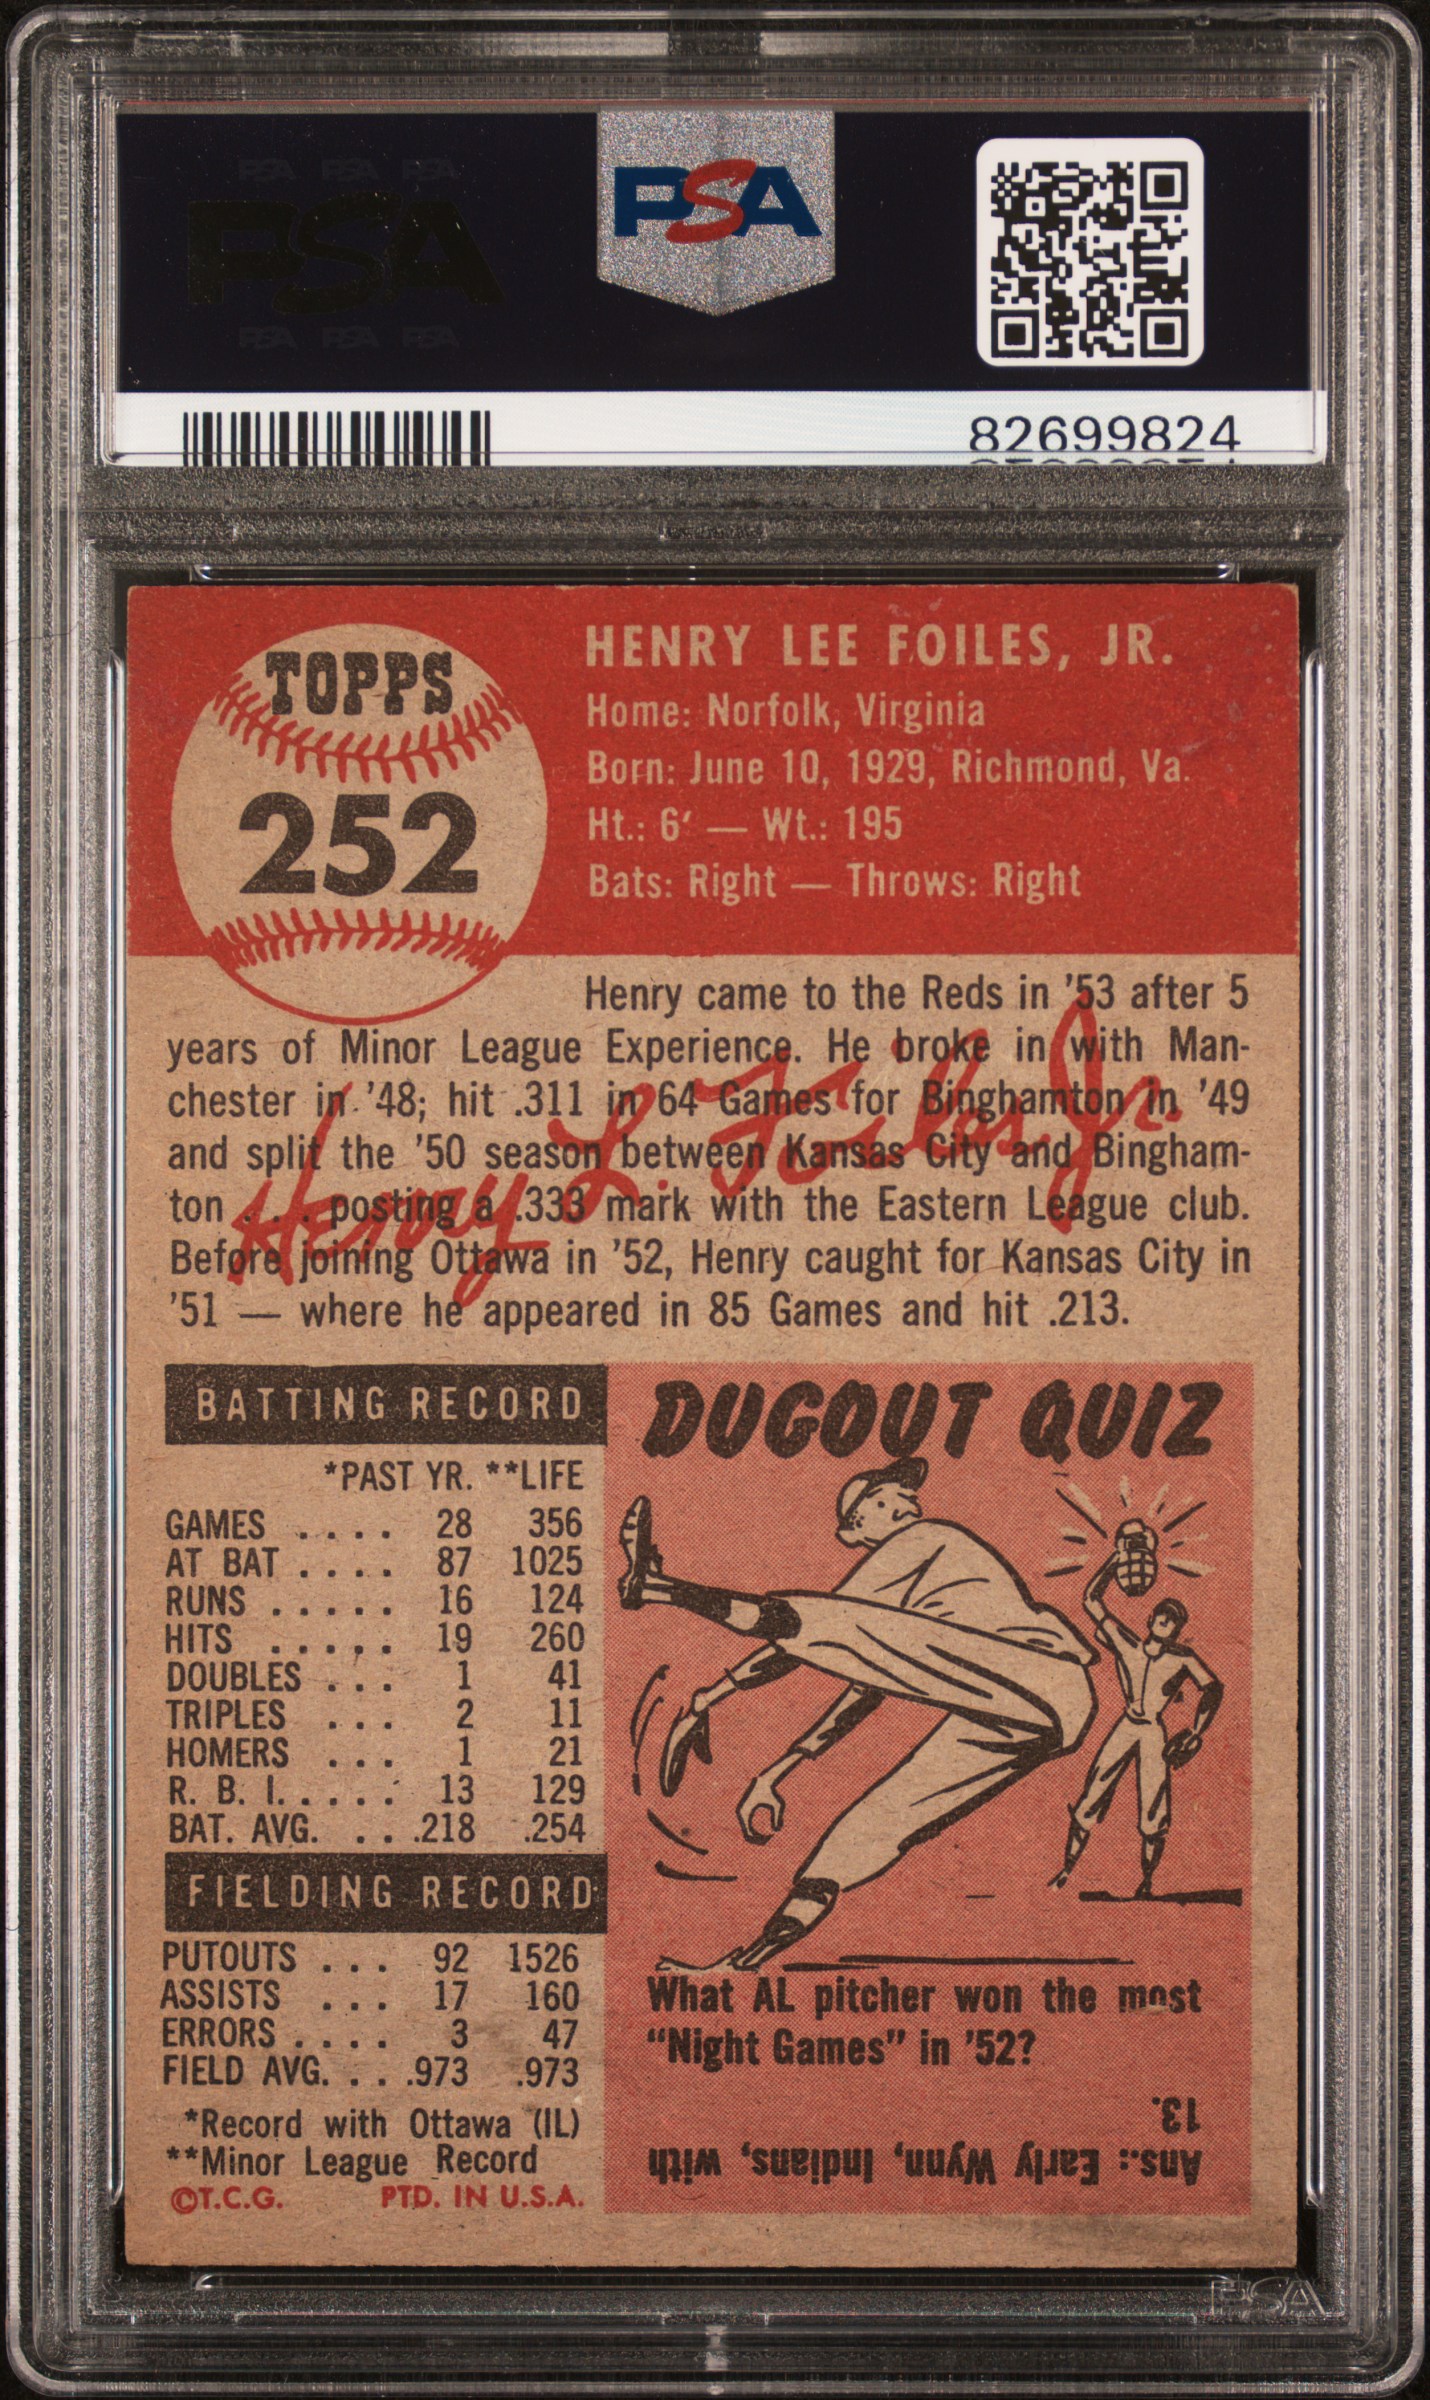 PSA PSA PSA
PSA
PSA PSA PSA
PSA
82699824
TOPPS
252
HENRY LEE FOILES, JR.
Home: Norfolk, Virginia
Born: June 10, 1929, Richmond, Va.
Ht.: 6′ — Wt.: 195
Bats: Right — Throws: Right
Henry came to the Reds in '53 after 5
years of Minor League Experience. He broke in with Man-
chester in '48; hit .311 in 64 Games for Binghamton in '49
and split the '50 season between Kansas City and Bingham-
ton . . . posting a .333 mark with the Eastern League club.
Before joining Ottawa in '52, Henry caught for Kansas City in
'51 — where he appeared in 85 Games and hit .213.
Henry L. Foiles Jr.
BATTING RECORD
*PAST YR. **LIFE
GAMES . . . . 28 356
AT BAT . . . . 87 1025
RUNS . . . . . 16 124
HITS . . . . . 19 260
DOUBLES . . . 1 41
TRIPLES . . . 2 11
HOMERS . . . 1 21
R. B. I. . . . . 13 129
BAT. AVG. . . .218 .254
FIELDING RECORD
PUTOUTS . . . 92 1526
ASSISTS . . . 17 160
ERRORS . . . . 3 47
FIELD AVG. . . .973 .973
*Record with Ottawa (IL)
**Minor League Record
©T.C.G. PTD. IN U.S.A.
DUGOUT QUIZ
What AL pitcher won the most
"Night Games" in '52?
Ans.: Early Wynn, Indians, with
13.
PSA